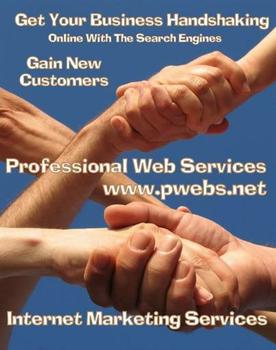 Get Your Business Handshaking
Online With The Search Engines
Gain New
Customers
Professional Web Services
www.pwebs.net
Internet Marketing Services